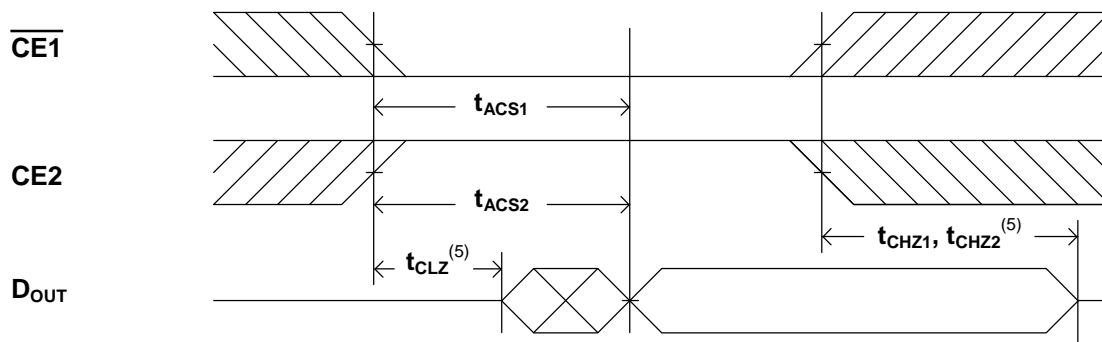 CE1
tACS1
CE2
tACS2
tCHZ1, tCHZ2(5)
tCLZ(5)
DOUT